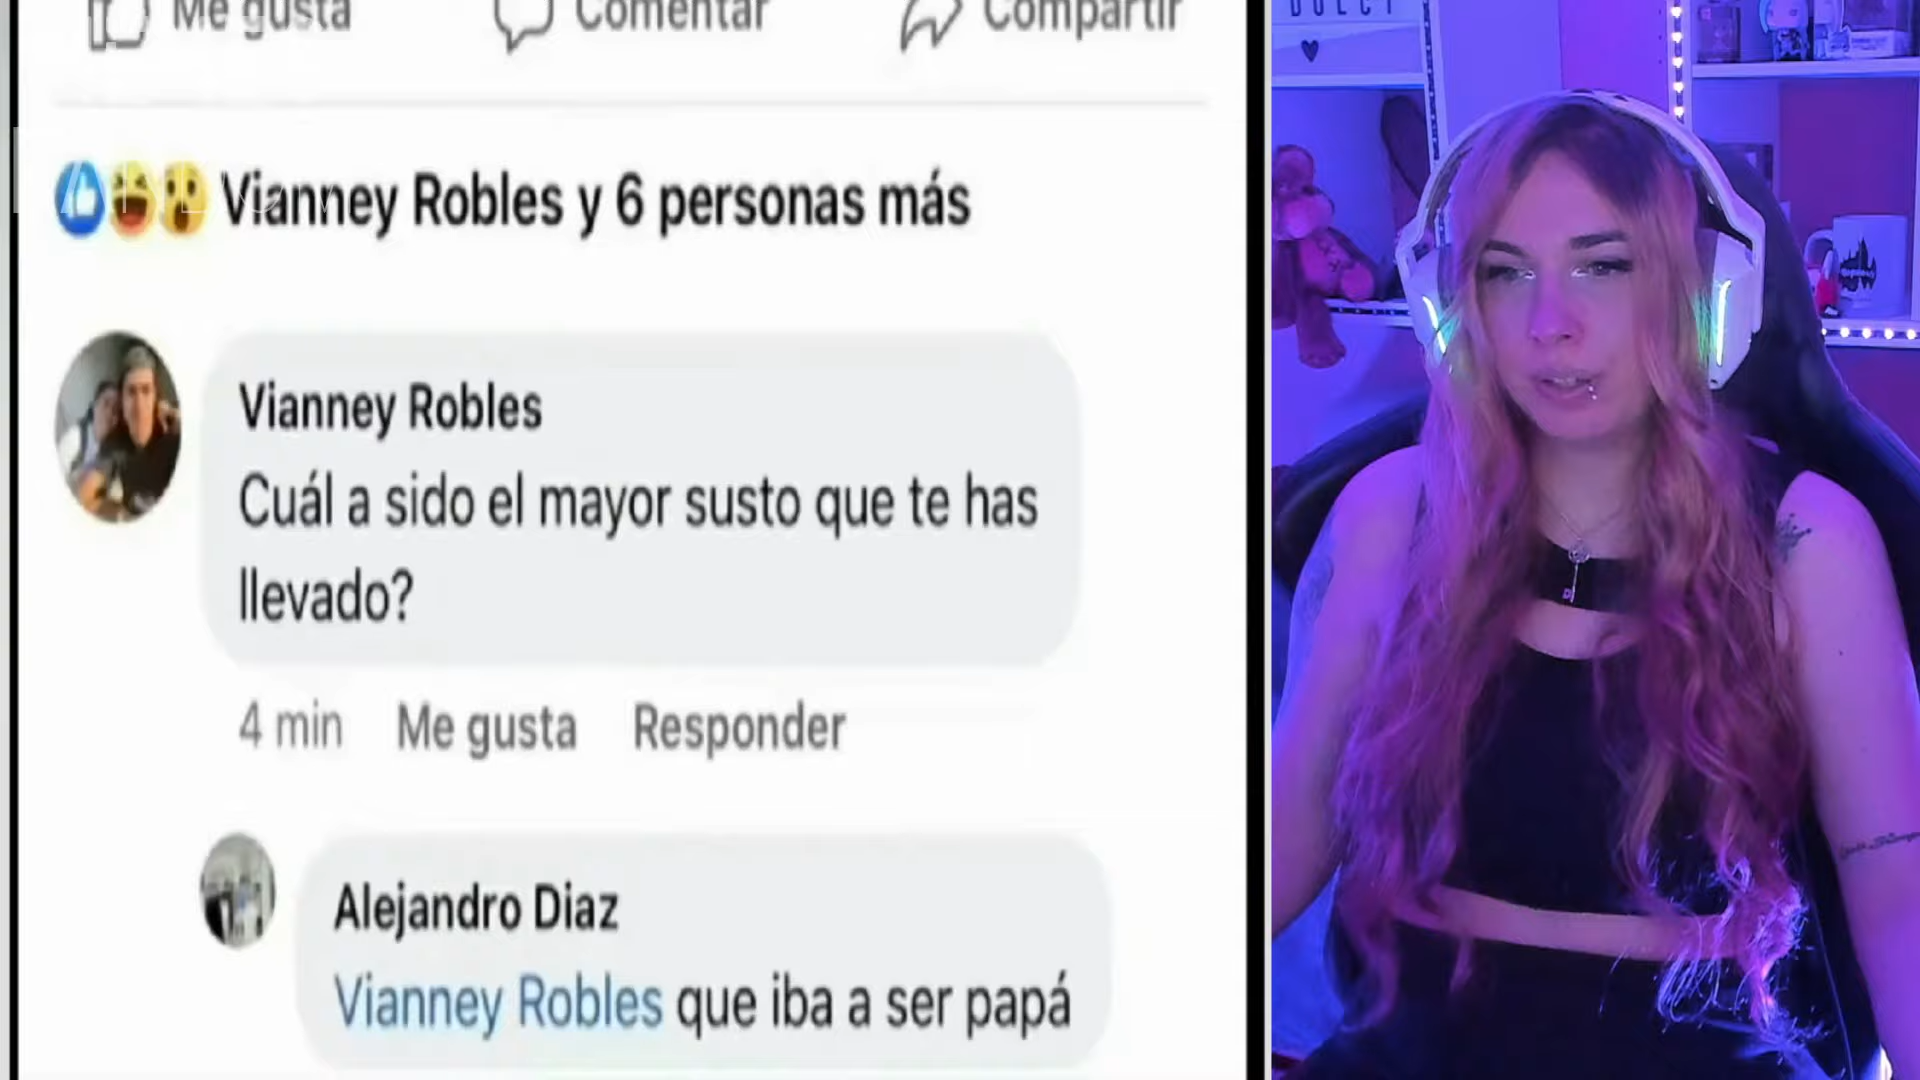 DULCI
Me gusta Comentar Compartir
Vianney Robles y 6 personas más
Vianney Robles
Cuál a sido el mayor susto que te has
llevado?
4 min Me gusta Responder
Alejandro Diaz
Vianney Robles que iba a ser papá